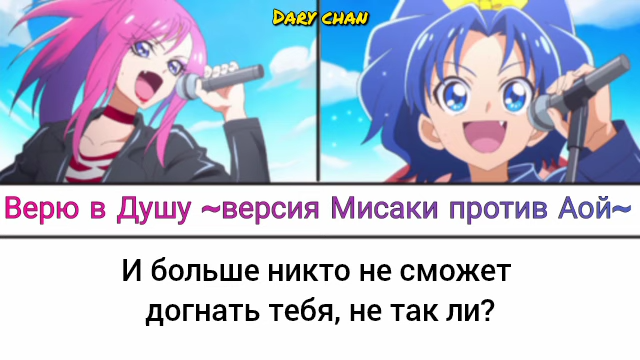 Dary chan
Верю в Душу ~версия Мисаки против Аой~
И больше никто не сможет
догнать тебя, не так ли?